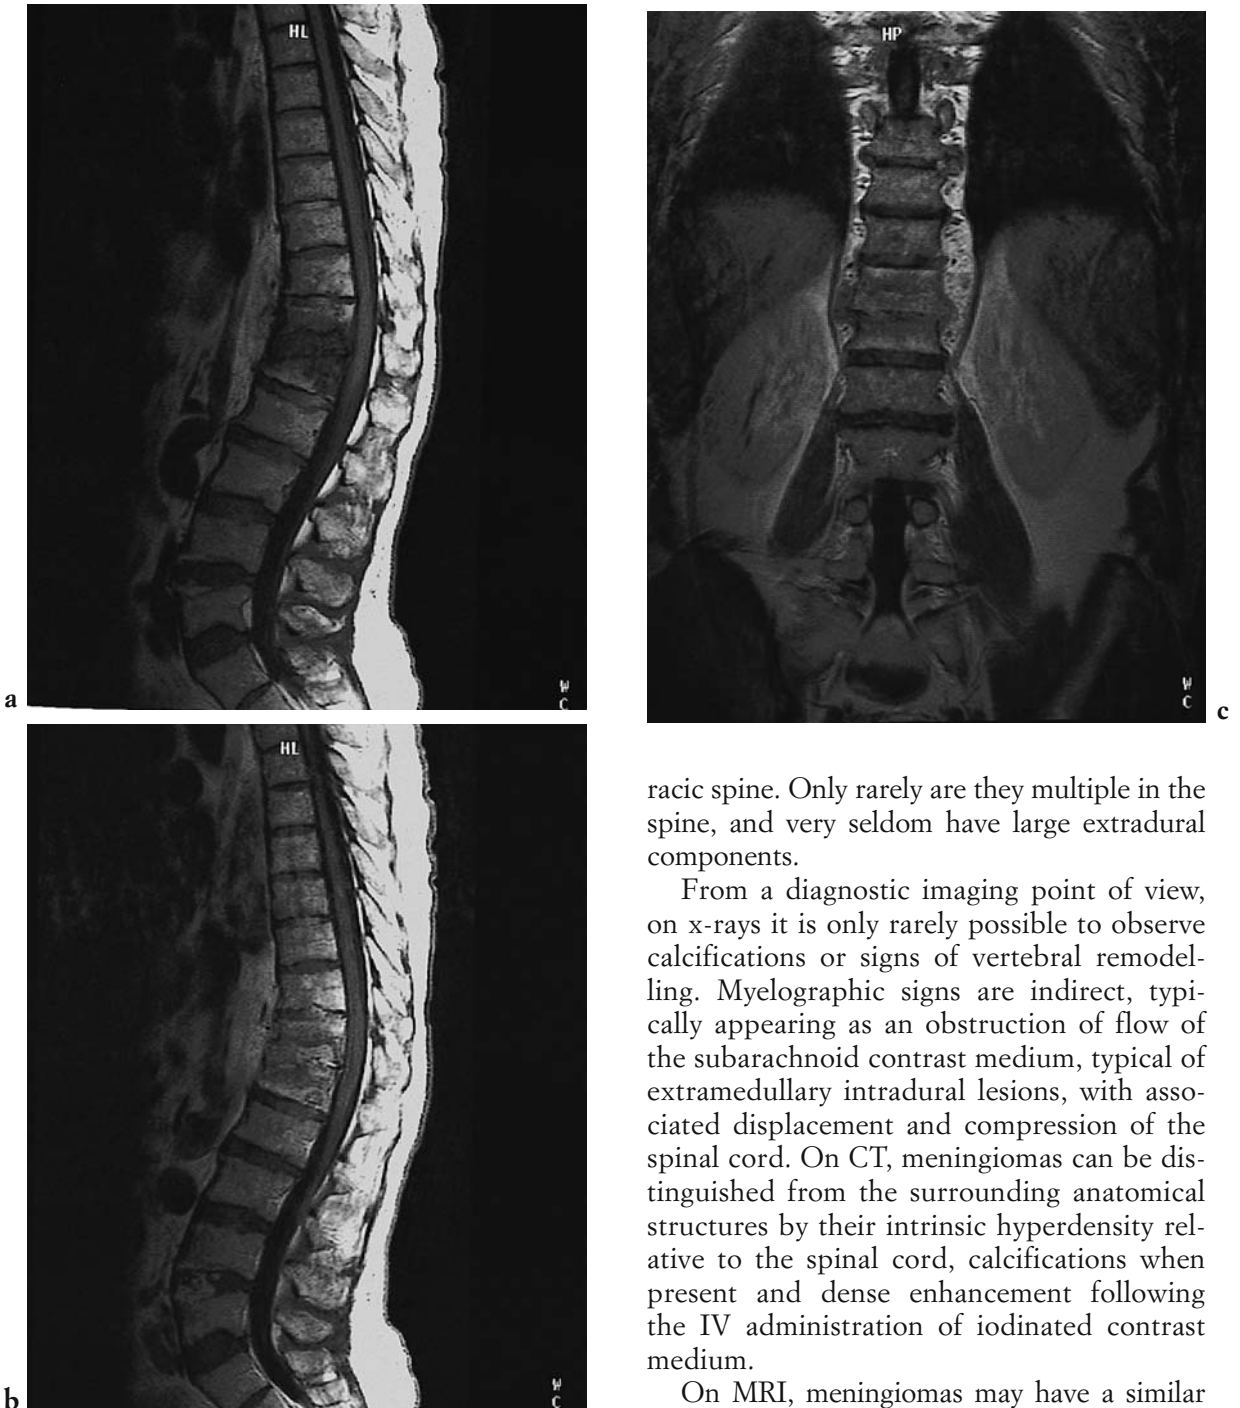 HL
a
W
C
HL
b
W
C
HP
W
C
c
racic spine. Only rarely are they multiple in the
spine, and very seldom have large extradural
components.
From a diagnostic imaging point of view,
on x-rays it is only rarely possible to observe
calcifications or signs of vertebral remodel-
ling. Myelographic signs are indirect, typi-
cally appearing as an obstruction of flow of
the subarachnoid contrast medium, typical of
extramedullary intradural lesions, with asso-
ciated displacement and compression of the
spinal cord. On CT, meningiomas can be dis-
tinguished from the surrounding anatomical
structures by their intrinsic hyperdensity rel-
ative to the spinal cord, calcifications when
present and dense enhancement following
the IV administration of iodinated contrast
medium.
On MRI, meningiomas may have a similar